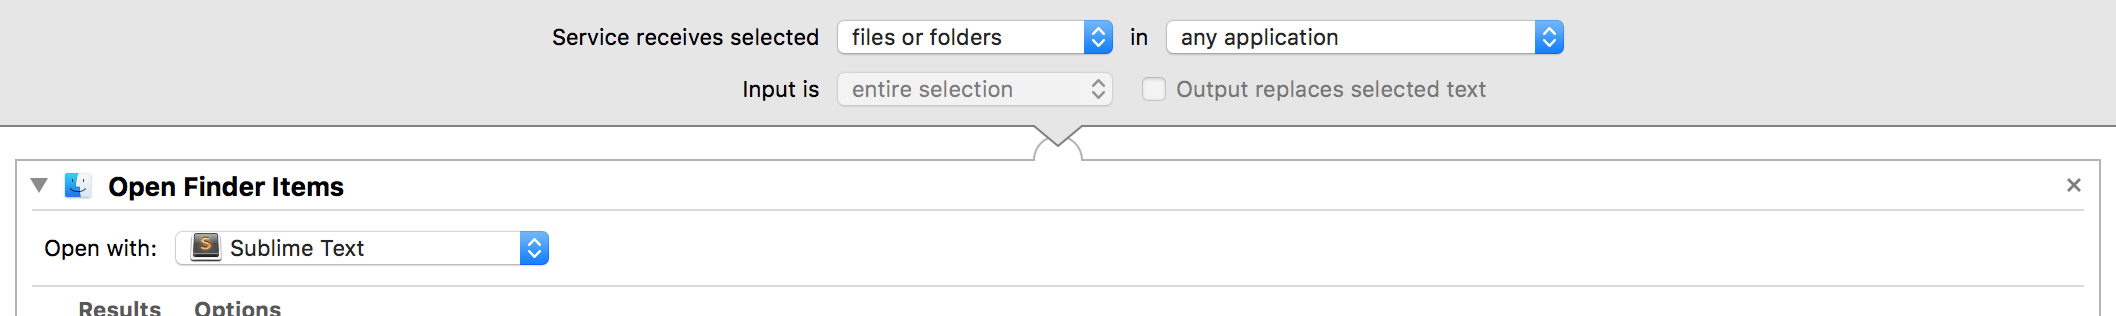 Service receives selected files or folders in any application
Input is entire selection Output replaces selected text
Open Finder Items
Open with: Sublime Text
Results Options